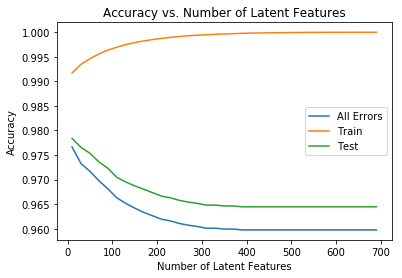 Accuracy vs. Number of Latent Features
1.000
0.995
0.990
0.985
0.980
0.975
0.970
0.965
0.960
Accuracy
All Errors
Train
Test
0 100 200 300 400 500 600 700
Number of Latent Features